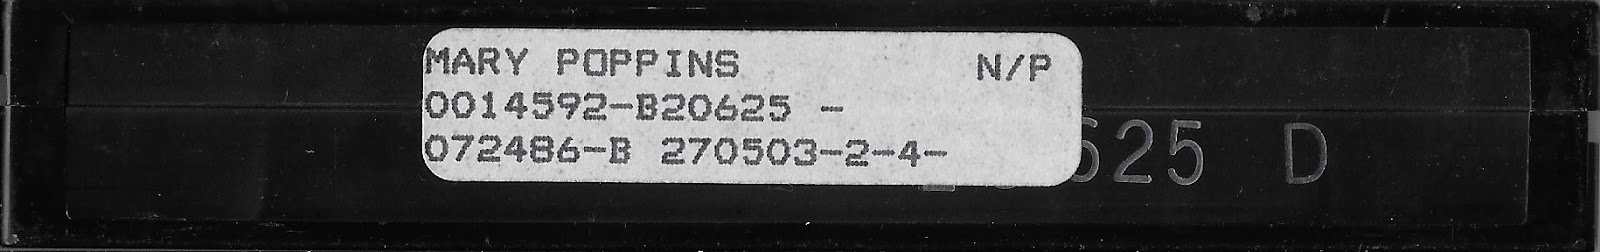 MARY POPPINS N/P
0014592-B20625 -
072486-B 270503-2-4-
625 D